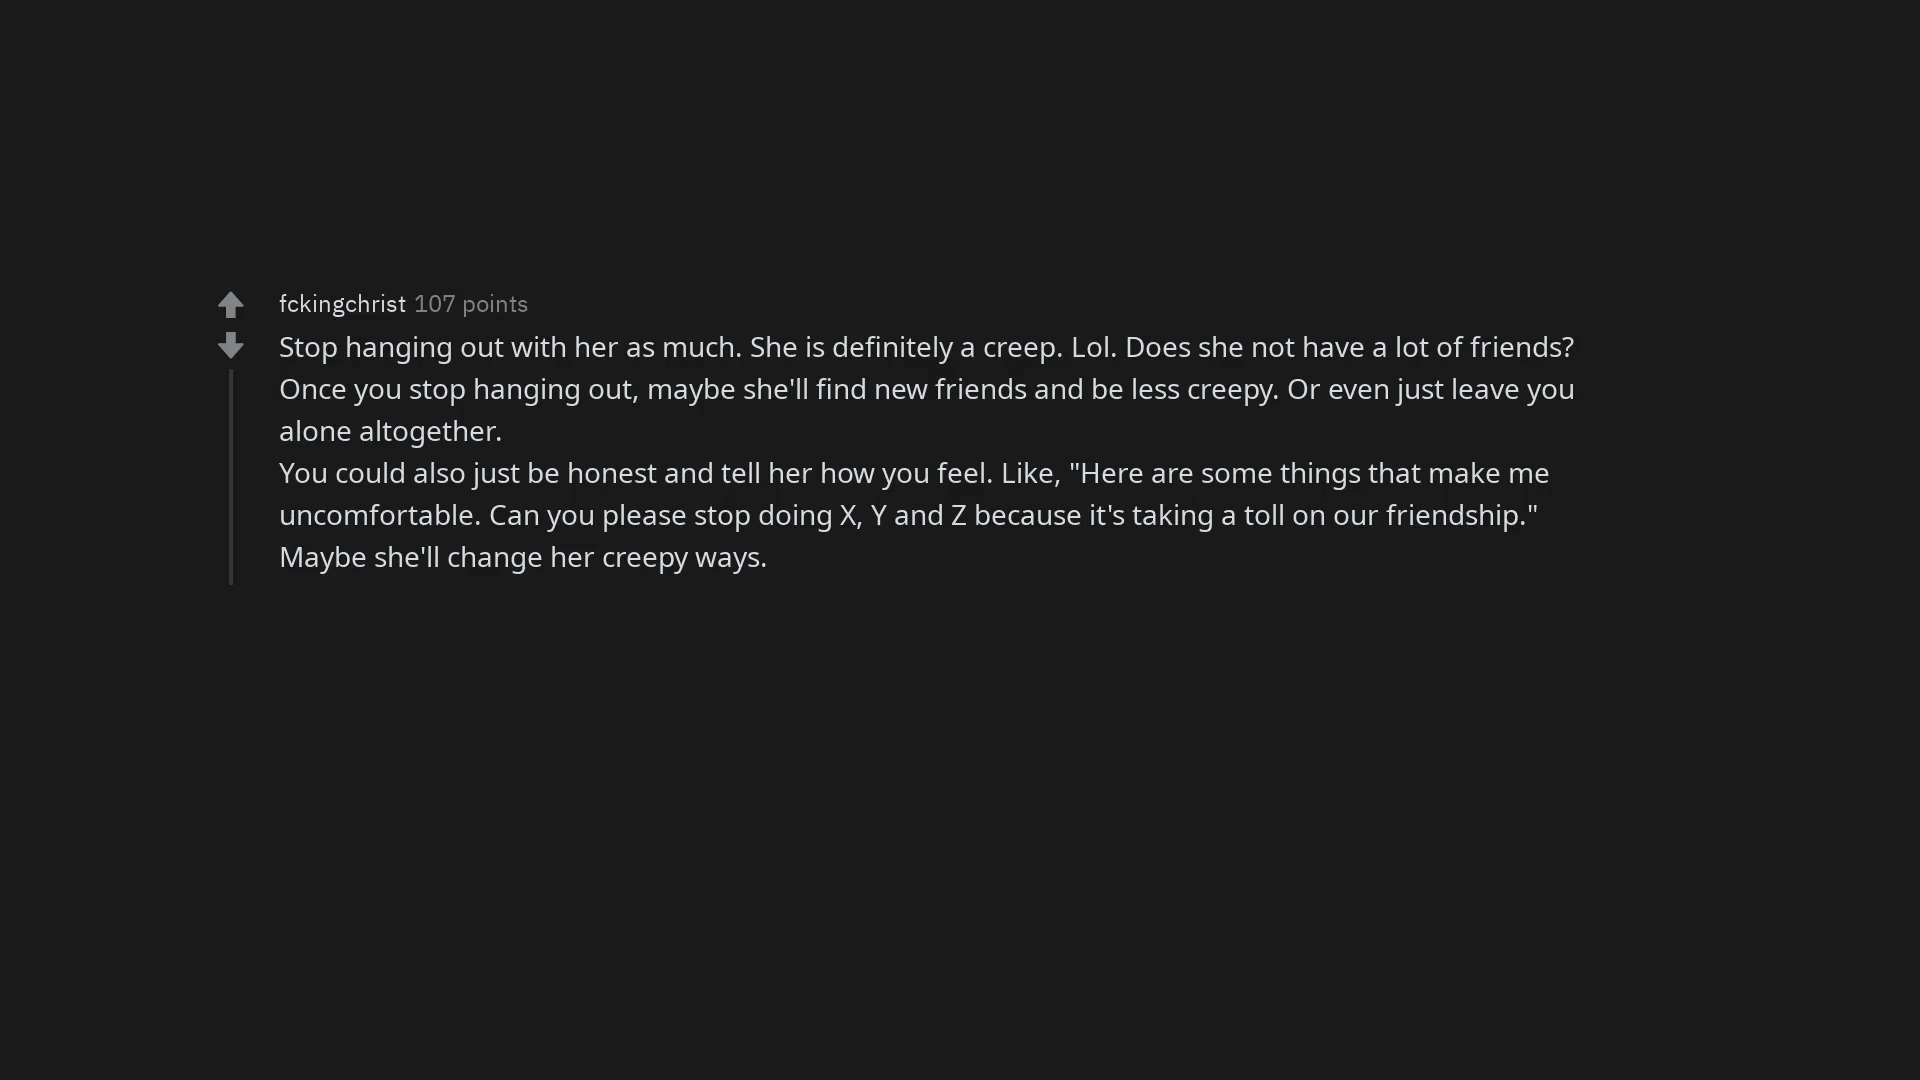 fckingchrist 107 points
Stop hanging out with her as much. She is definitely a creep. Lol. Does she not have a lot of friends?
Once you stop hanging out, maybe she'll find new friends and be less creepy. Or even just leave you
alone altogether.
You could also just be honest and tell her how you feel. Like, "Here are some things that make me
uncomfortable. Can you please stop doing X, Y and Z because it's taking a toll on our friendship."
Maybe she'll change her creepy ways.